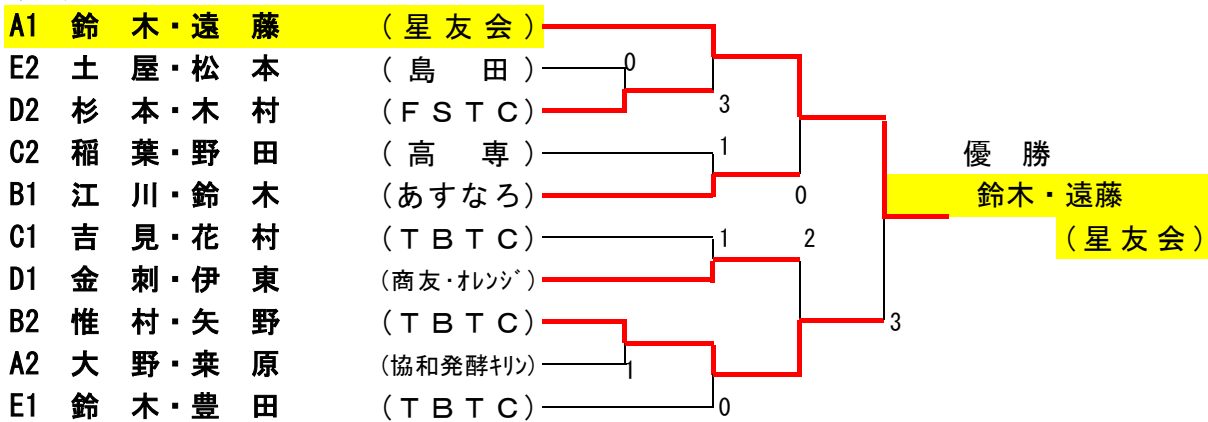 A1 鈴 木・遠 藤 (星友会)
E2 土 屋・松 本 (島 田) 0
D2 杉 本・木 村 (FSTC) 3
C2 稲 葉・野 田 (高 専) 1 優 勝
B1 江 川・鈴 木 (あすなろ) 0 鈴木・遠藤
C1 吉 見・花 村 (TBTC) 1 2 (星友会)
D1 金 刺・伊 東 (商友・オレンジ)
B2 惟 村・矢 野 (TBTC) 3
A2 大 野・桒 原 (協和発酵キリン) 1
E1 鈴 木・豊 田 (TBTC) 0